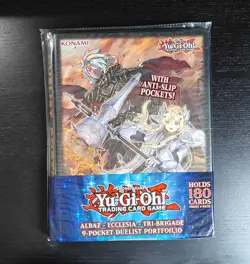 KONAMI
Yu-Gi-Oh!
TRADING CARD GAME
WITH
ANTI-SLIP
POCKETS!
Yu-Gi-Oh!
TRADING CARD GAME
HOLDS
180
CARDS
ALBAZ - ECCLESIA - TRI-BRIGADE
9-POCKET DUELIST PORTFOLIO